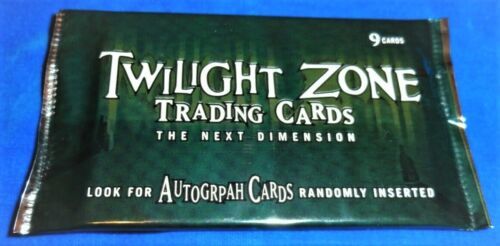 9 CARDS
TWILIGHT ZONE
TRADING CARDS
THE NEXT DIMENSION
LOOK FOR AUTOGRPAH CARDS RANDOMLY INSERTED